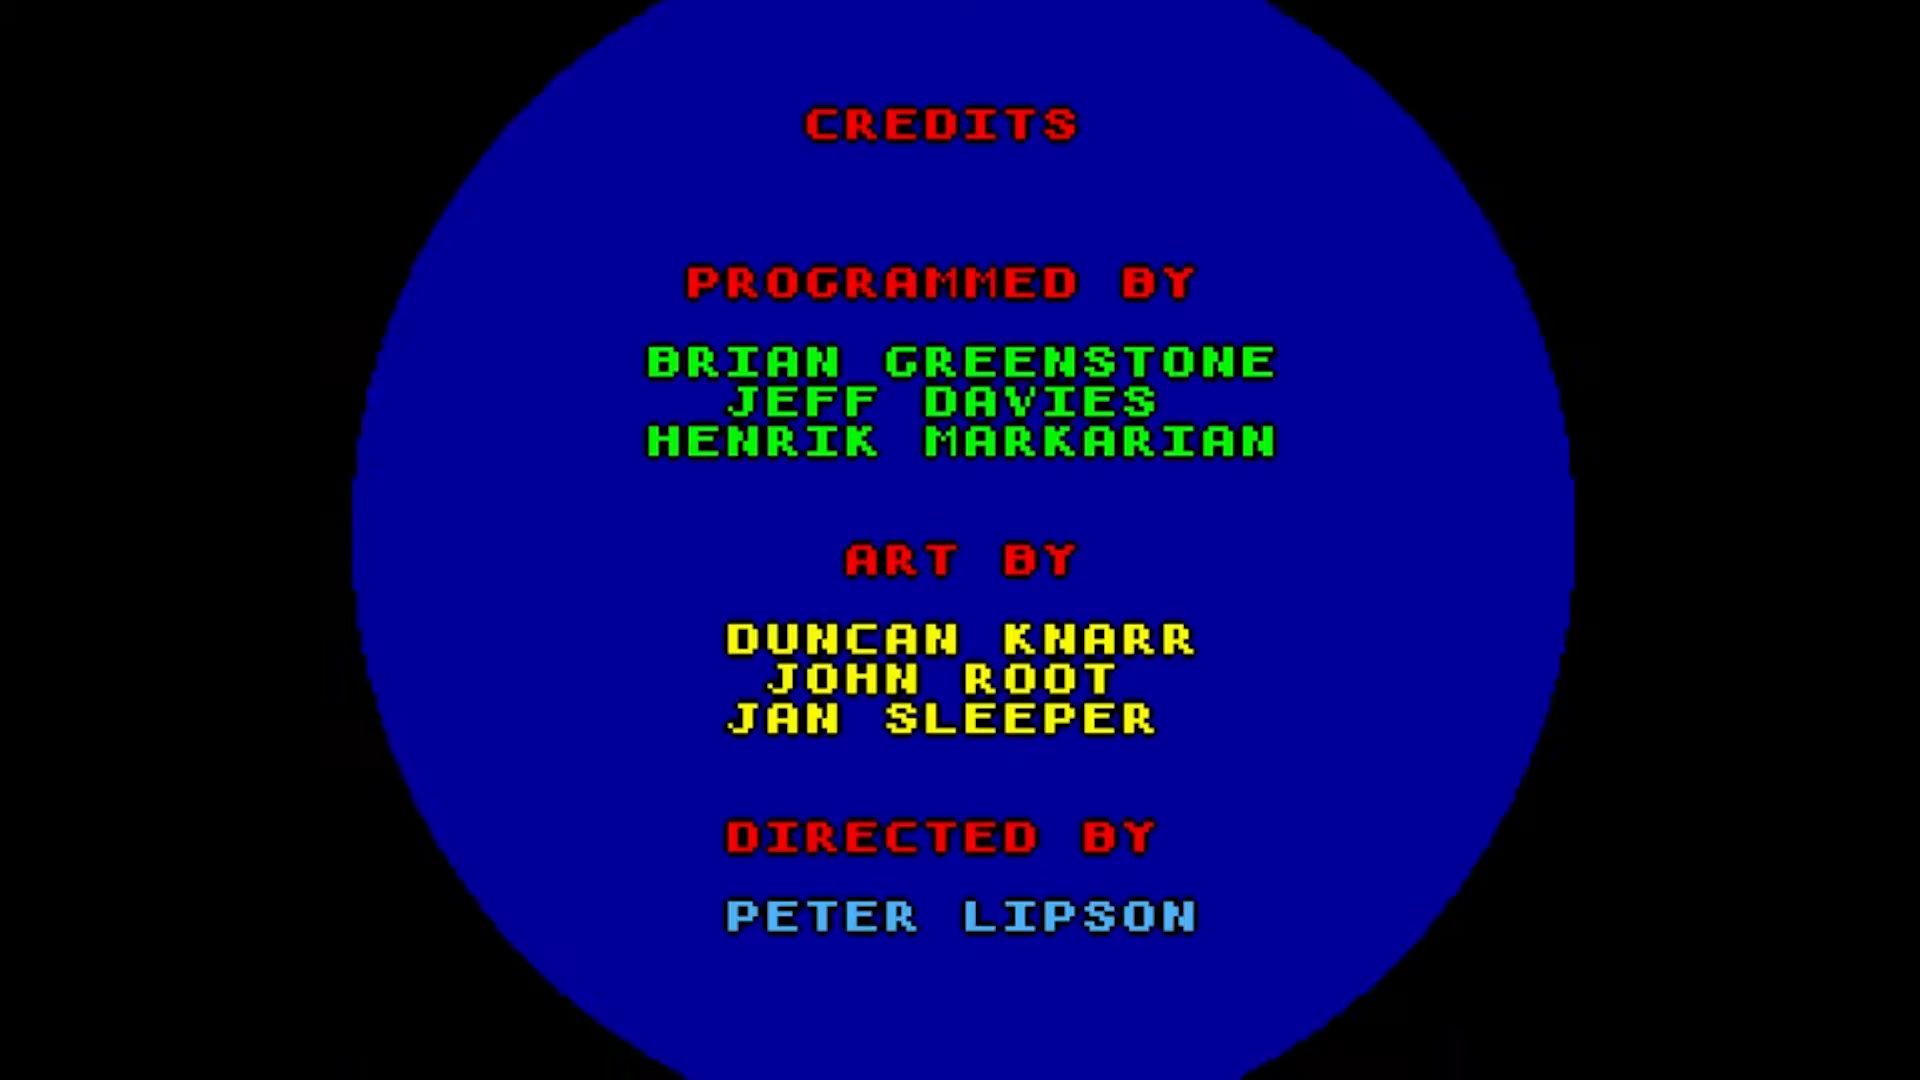 CREDITS
PROGRAMMED BY
BRIAN GREENSTONE
JEFF DAVIES
HENRIK MARKARIAN
ART BY
DUNCAN KNARR
JOHN ROOT
JAN SLEEPER
DIRECTED BY
PETER LIPSON